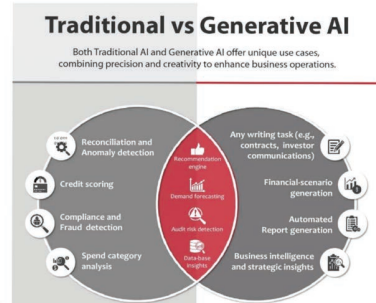 Traditional vs Generative AI
Both Traditional AI and Generative AI offer unique use cases,
combining precision and creativity to enhance business operations.
Reconciliation and
Anomaly detection
Credit scoring
Compliance and
Fraud detection
Spend category
analysis
Recommendation
engine
Demand forecasting
Audit risk detection
Data-base
insights
Any writing task (e.g.,
contracts, investor
communications)
Financial-scenario
generation
Automated
Report generation
Business intelligence
and strategic insights